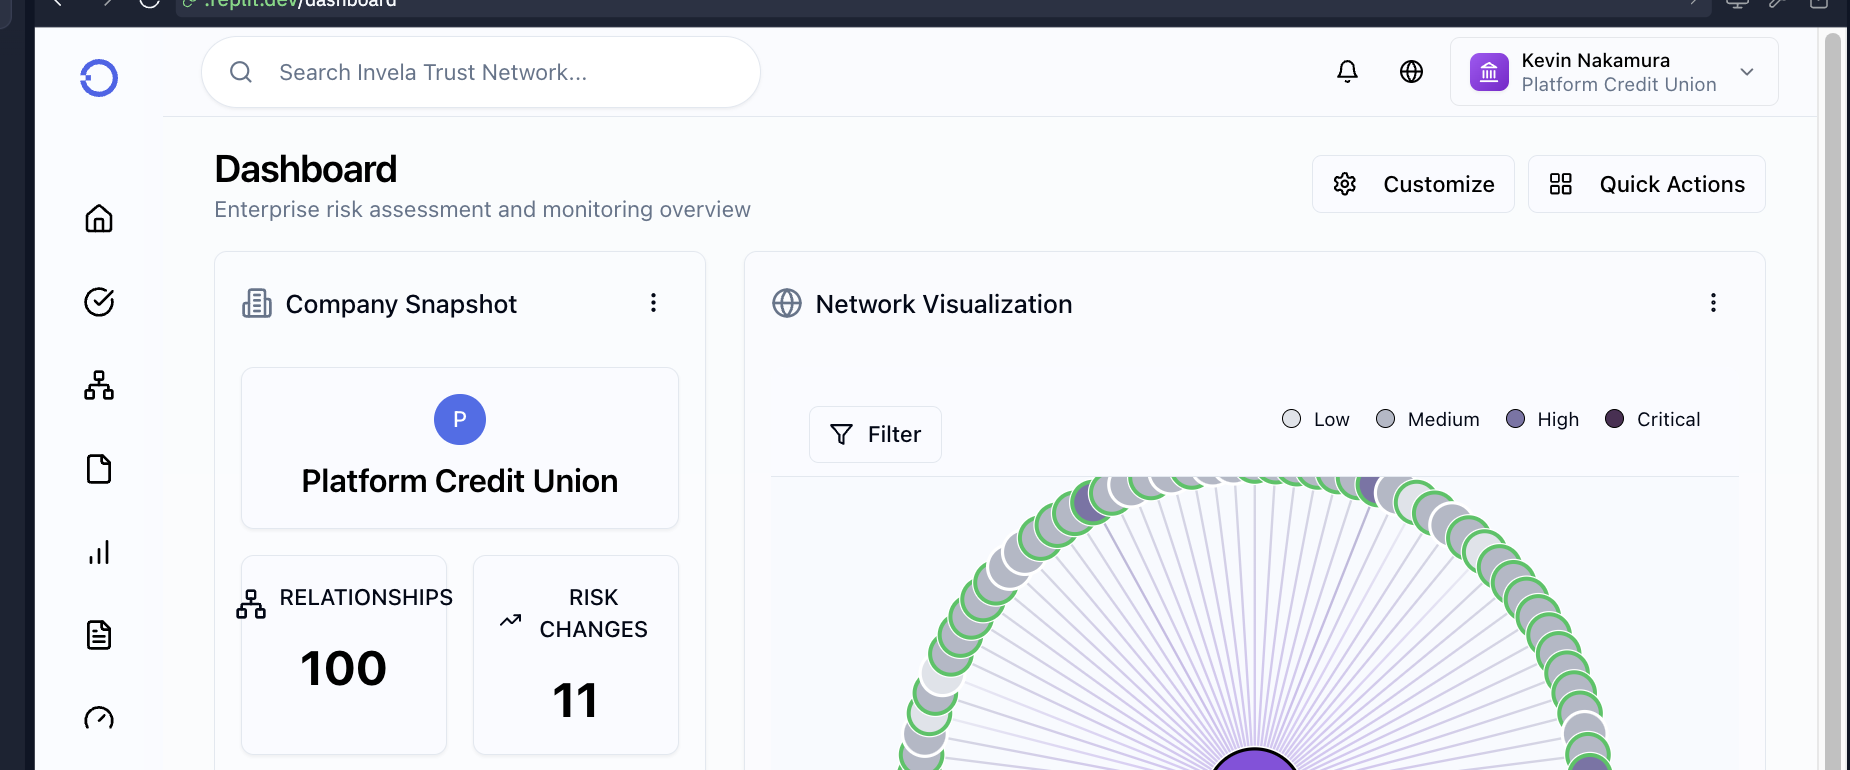 .replit.dev/dashboard
Search Invela Trust Network...
Kevin Nakamura
Platform Credit Union
Dashboard
Enterprise risk assessment and monitoring overview
Customize
Quick Actions
Company Snapshot
P
Platform Credit Union
RELATIONSHIPS
100
RISK
CHANGES
11
Network Visualization
Filter
Low
Medium
High
Critical